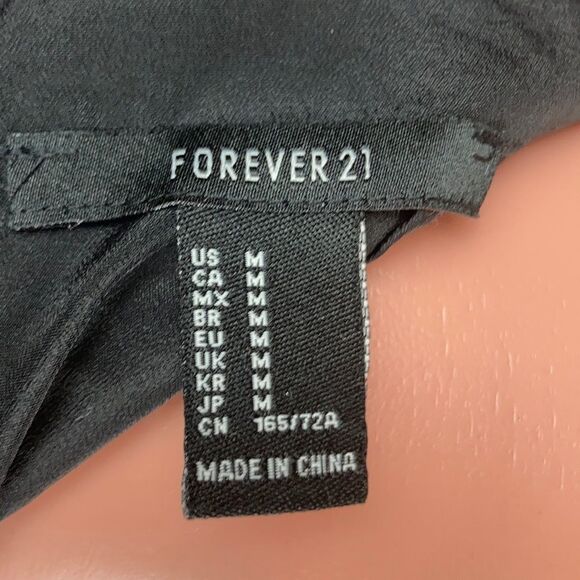 FOREVER 21
US M
CA M
MX M
BR M
EU M
UK M
KR M
JP M
CN 165/72A
MADE IN CHINA